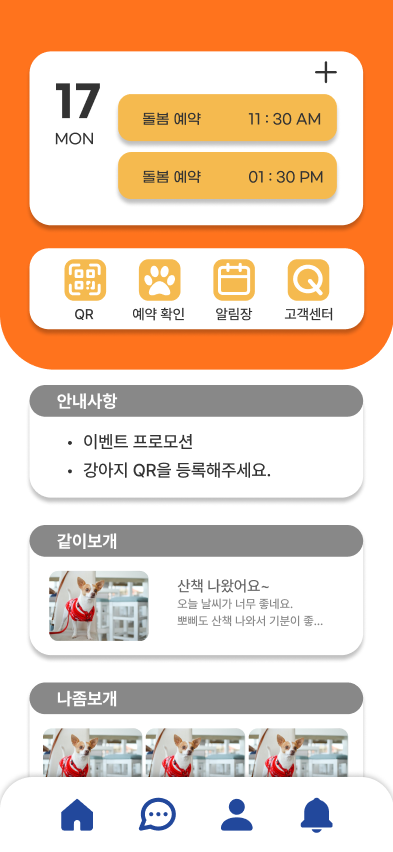 17
MON
돌봄 예약 11 : 30 AM
돌봄 예약 01 : 30 PM
QR 예약 확인 알림장 고객센터
안내사항
• 이벤트 프로모션
• 강아지 QR을 등록해주세요.
같이보개
산책 나왔어요~
오늘 날씨가 너무 좋네요.
뽀삐도 산책 나와서 기분이 좋...
나좀보개